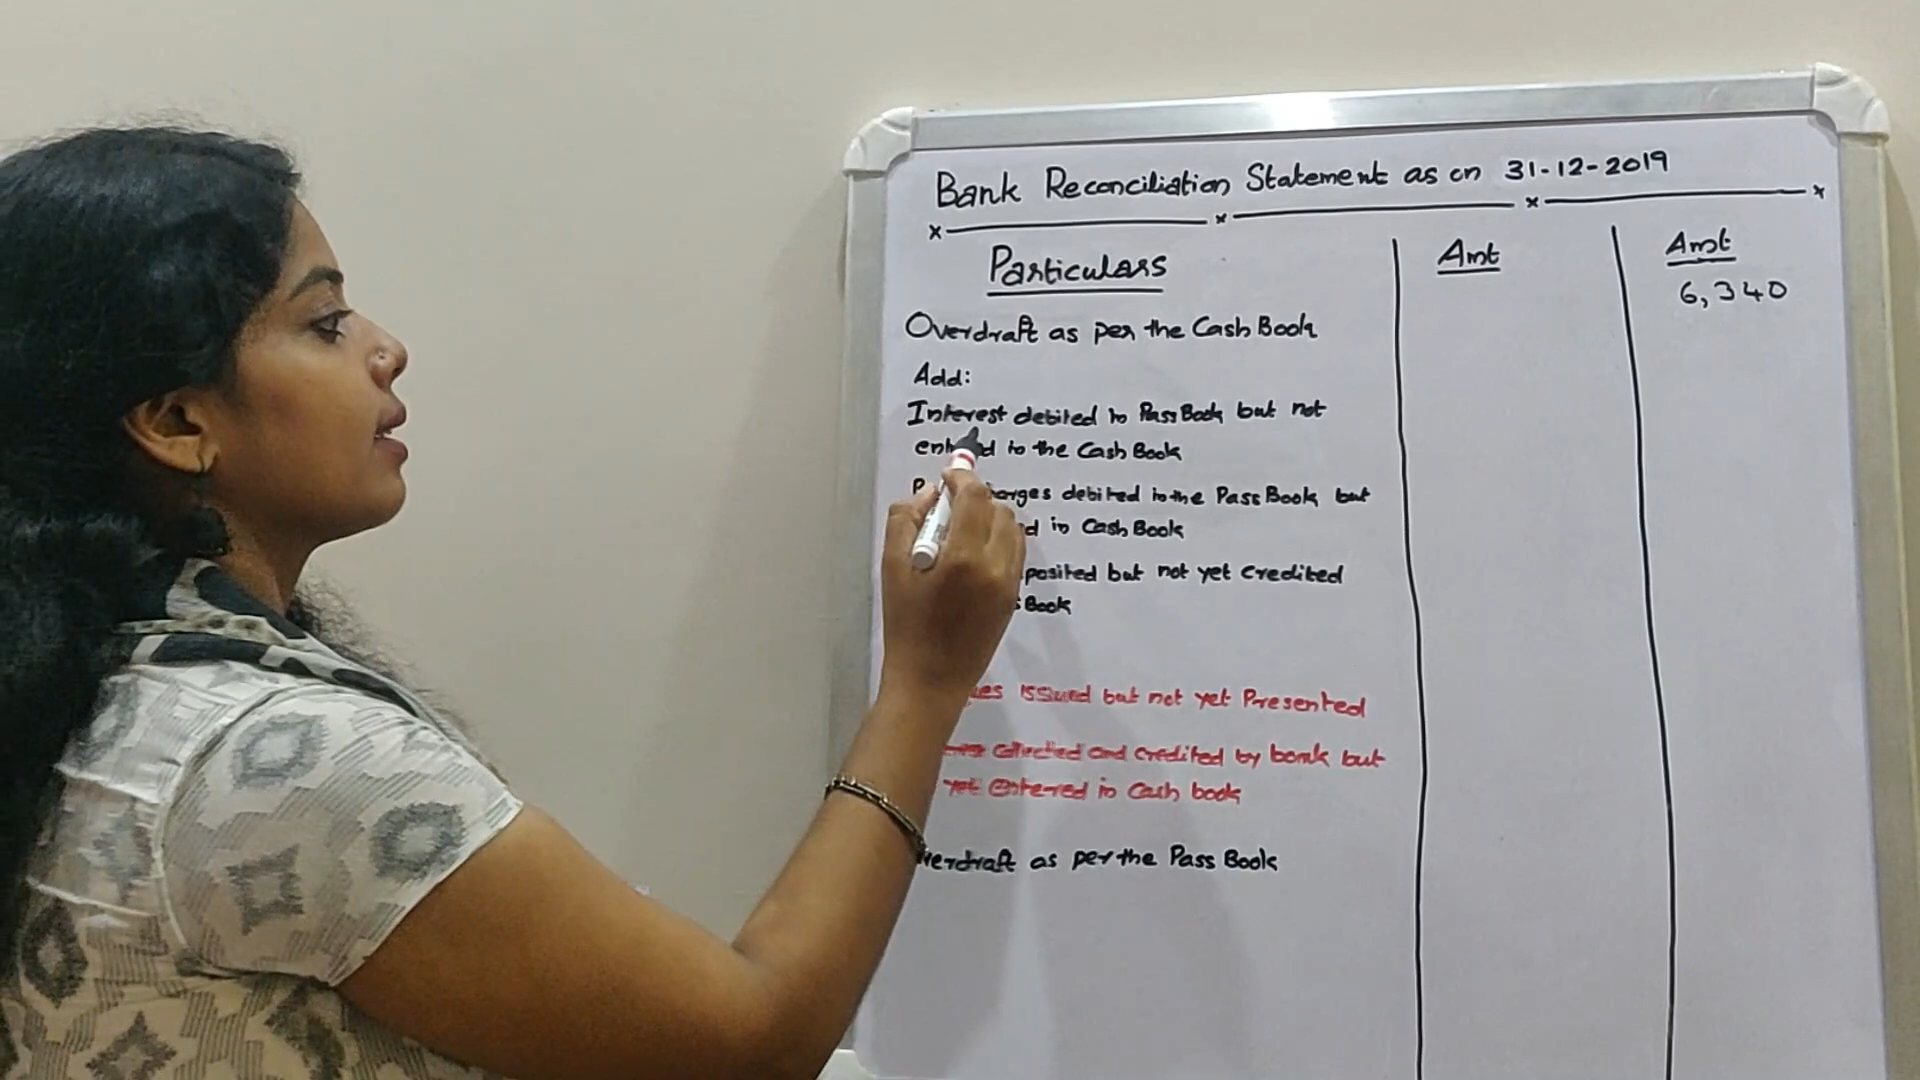 Bank Reconciliation Statement as on 31-12-2019
Particulars Amt Amt
6,340
Overdraft as per the Cash Book
Add:
Interest debited in Pass Book but not
in the Cash Book
debited in the Pass Book but
in Cash Book
but not yet credited
Book
issued but not yet Presented
collected and credited by bank but
yet entered in Cash book
as per the Pass Book